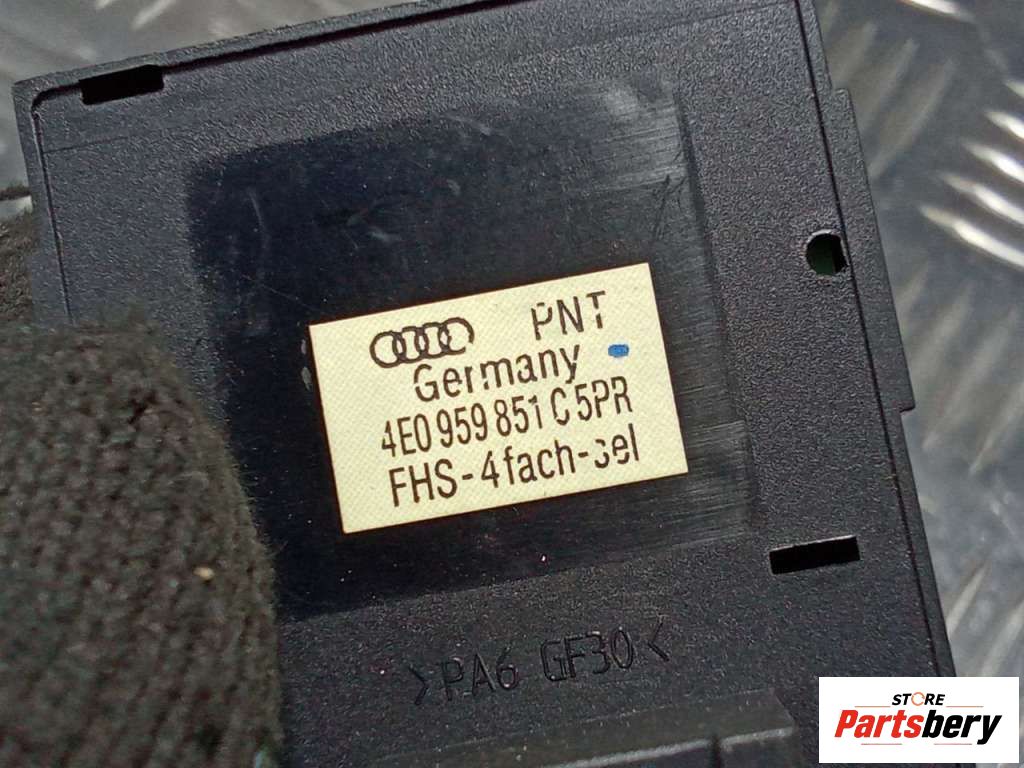 PNT
Germany
4E0 959 851 C 5PR
FHS-4fach-sel
>PA6 GF30<
STORE
Partsbery